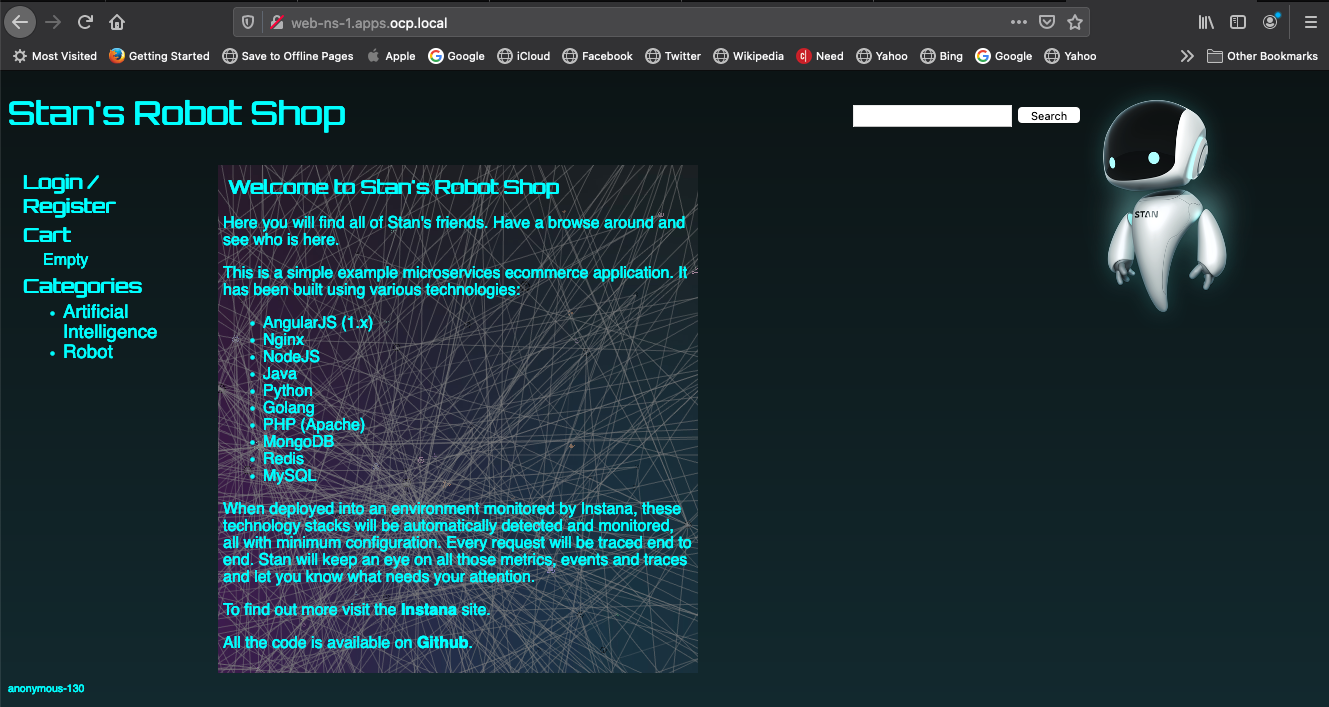 web-ns-1.apps.ocp.local
Most Visited Getting Started Save to Offline Pages Apple Google iCloud Facebook Twitter Wikipedia Need Yahoo Bing Google Yahoo Other Bookmarks
Stan's Robot Shop
Search
STAN
Login /
Register
Cart
Empty
Categories
• Artificial
Intelligence
• Robot
Welcome to Stan's Robot Shop
Here you will find all of Stan's friends. Have a browse around and
see who is here.
This is a simple example microservices ecommerce application. It
has been built using various technologies:
• AngularJS (1.x)
• Nginx
• NodeJS
• Java
• Python
• Golang
• PHP (Apache)
• MongoDB
• Redis
• MySQL
When deployed into an environment monitored by Instana, these
technology stacks will be automatically detected and monitored,
all with minimum configuration. Every request will be traced end to
end. Stan will keep an eye on all those metrics, events and traces
and let you know what needs your attention.
To find out more visit the Instana site.
All the code is available on Github.
anonymous-130